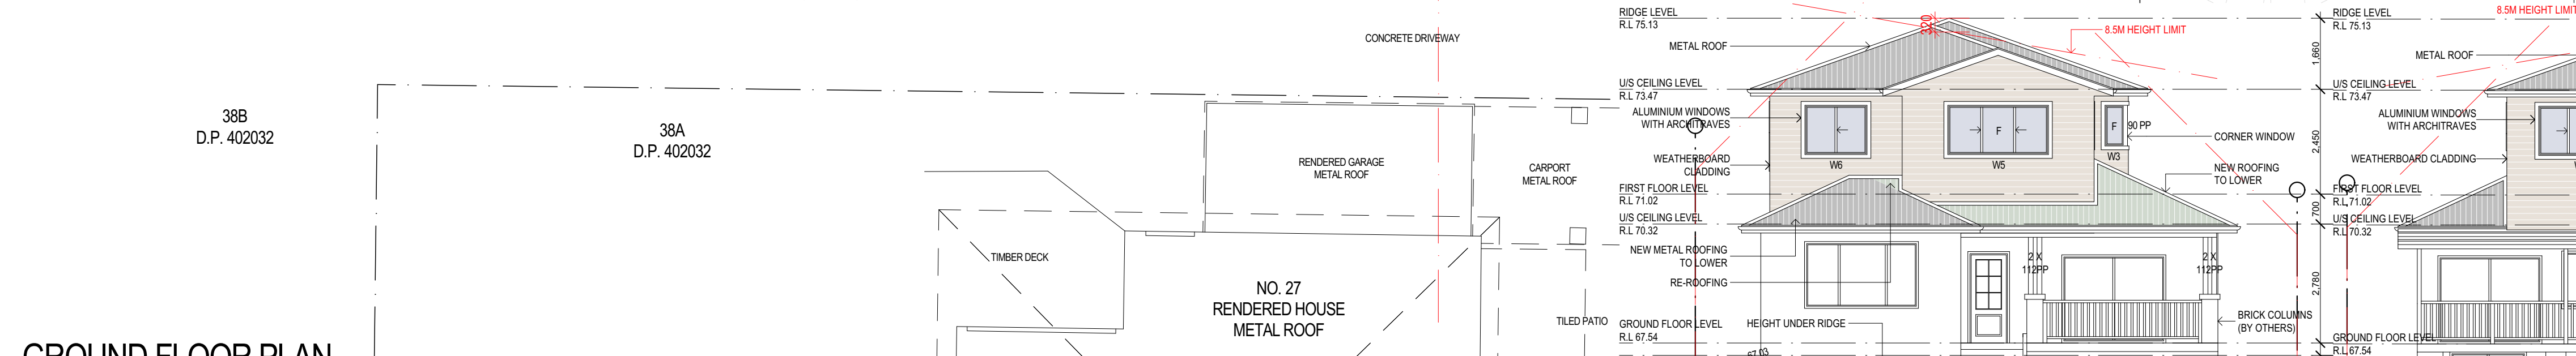 38B
D.P. 402032
38A
D.P. 402032
CONCRETE DRIVEWAY
RENDERED GARAGE
METAL ROOF
CARPORT
METAL ROOF
TIMBER DECK
NO. 27
RENDERED HOUSE
METAL ROOF
TILED PATIO
GROUND FLOOR PLAN
RIDGE LEVEL
R.L 75.13
METAL ROOF
320
8.5M HEIGHT LIMIT
U/S CEILING LEVEL
R.L 73.47
ALUMINIUM WINDOWS
WITH ARCHITRAVES
WEATHERBOARD
CLADDING
FIRST FLOOR LEVEL
R.L 71.02
U/S CEILING LEVEL
R.L 70.32
NEW METAL ROOFING
TO LOWER
RE-ROOFING
GROUND FLOOR LEVEL
R.L 67.54
HEIGHT UNDER RIDGE
67.03
W6
F
W5
F
90 PP
W3
CORNER WINDOW
NEW ROOFING
TO LOWER
2 X
112PP
2 X
112PP
BRICK COLUMNS
(BY OTHERS)
1,660
2,450
700
2,780
RIDGE LEVEL
R.L 75.13
8.5M HEIGHT LIMIT
METAL ROOF
U/S CEILING LEVEL
R.L 73.47
ALUMINIUM WINDOWS
WITH ARCHITRAVES
WEATHERBOARD CLADDING
FIRST FLOOR LEVEL
R.L 71.02
U/S CEILING LEVEL
R.L 70.32
GROUND FLOOR LEVEL
R.L 67.54